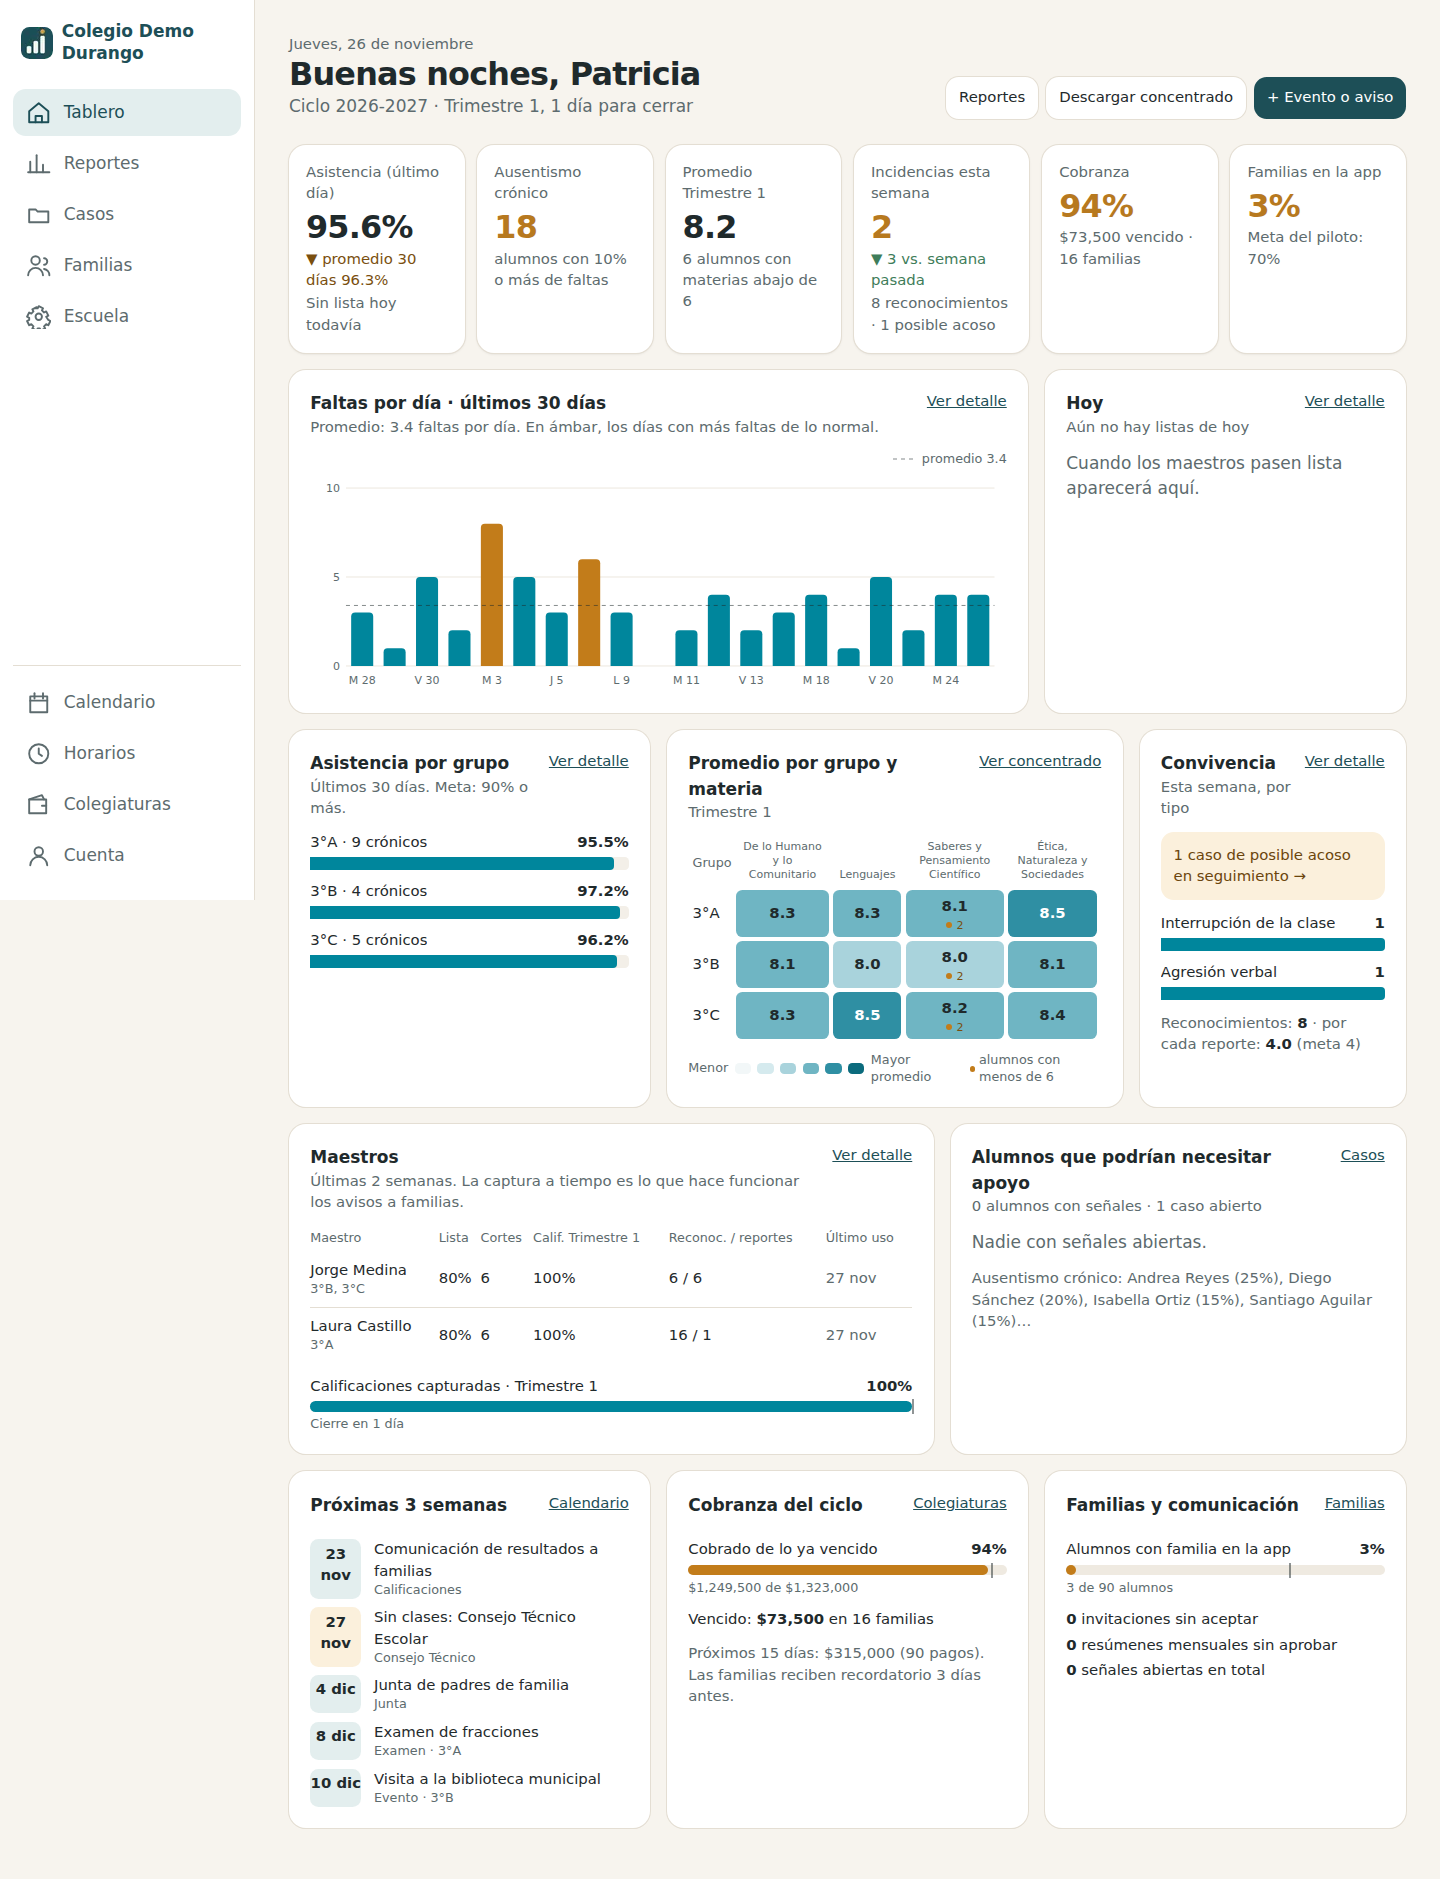 Colegio Demo
Durango
Tablero
Reportes
Casos
Familias
Escuela
Calendario
Horarios
Colegiaturas
Cuenta
Jueves, 26 de noviembre
Buenas noches, Patricia
Ciclo 2026-2027 · Trimestre 1, 1 día para cerrar
Reportes
Descargar concentrado
+ Evento o aviso
Asistencia (último
día)
95.6%
▼ promedio 30
días 96.3%
Sin lista hoy
todavía
Ausentismo
crónico
18
alumnos con 10%
o más de faltas
Promedio
Trimestre 1
8.2
6 alumnos con
materias abajo de
6
Incidencias esta
semana
2
▼ 3 vs. semana
pasada
8 reconocimientos
· 1 posible acoso
Cobranza
94%
$73,500 vencido ·
16 familias
Familias en la app
3%
Meta del piloto:
70%
Faltas por día · últimos 30 días
Ver detalle
Promedio: 3.4 faltas por día. En ámbar, los días con más faltas de lo normal.
promedio 3.4
10
5
0
M 28 V 30 M 3 J 5 L 9 M 11 V 13 M 18 V 20 M 24
Hoy
Ver detalle
Aún no hay listas de hoy
Cuando los maestros pasen lista
aparecerá aquí.
Asistencia por grupo
Ver detalle
Últimos 30 días. Meta: 90% o
más.
3°A · 9 crónicos 95.5%
3°B · 4 crónicos 97.2%
3°C · 5 crónicos 96.2%
Promedio por grupo y
materia
Ver concentrado
Trimestre 1
Grupo
De lo Humano
y lo
Comunitario
Lenguajes
Saberes y
Pensamiento
Científico
Ética,
Naturaleza y
Sociedades
3°A 8.3 8.3 8.1 8.5
2
3°B 8.1 8.0 8.0 8.1
2
3°C 8.3 8.5 8.2 8.4
2
Menor
Mayor
promedio
alumnos con
menos de 6
Convivencia
Ver detalle
Esta semana, por
tipo
1 caso de posible acoso
en seguimiento →
Interrupción de la clase 1
Agresión verbal 1
Reconocimientos: 8 · por
cada reporte: 4.0 (meta 4)
Maestros
Ver detalle
Últimas 2 semanas. La captura a tiempo es lo que hace funcionar
los avisos a familias.
Maestro Lista Cortes Calif. Trimestre 1 Reconoc. / reportes Último uso
Jorge Medina
3°B, 3°C
80% 6 100% 6 / 6 27 nov
Laura Castillo
3°A
80% 6 100% 16 / 1 27 nov
Calificaciones capturadas · Trimestre 1 100%
Cierre en 1 día
Alumnos que podrían necesitar
apoyo
Casos
0 alumnos con señales · 1 caso abierto
Nadie con señales abiertas.
Ausentismo crónico: Andrea Reyes (25%), Diego
Sánchez (20%), Isabella Ortiz (15%), Santiago Aguilar
(15%)…
Próximas 3 semanas
Calendario
23
nov
Comunicación de resultados a
familias
Calificaciones
27
nov
Sin clases: Consejo Técnico
Escolar
Consejo Técnico
4 dic
Junta de padres de familia
Junta
8 dic
Examen de fracciones
Examen · 3°A
10 dic
Visita a la biblioteca municipal
Evento · 3°B
Cobranza del ciclo
Colegiaturas
Cobrado de lo ya vencido 94%
$1,249,500 de $1,323,000
Vencido: $73,500 en 16 familias
Próximos 15 días: $315,000 (90 pagos).
Las familias reciben recordatorio 3 días
antes.
Familias y comunicación
Familias
Alumnos con familia en la app 3%
3 de 90 alumnos
0 invitaciones sin aceptar
0 resúmenes mensuales sin aprobar
0 señales abiertas en total